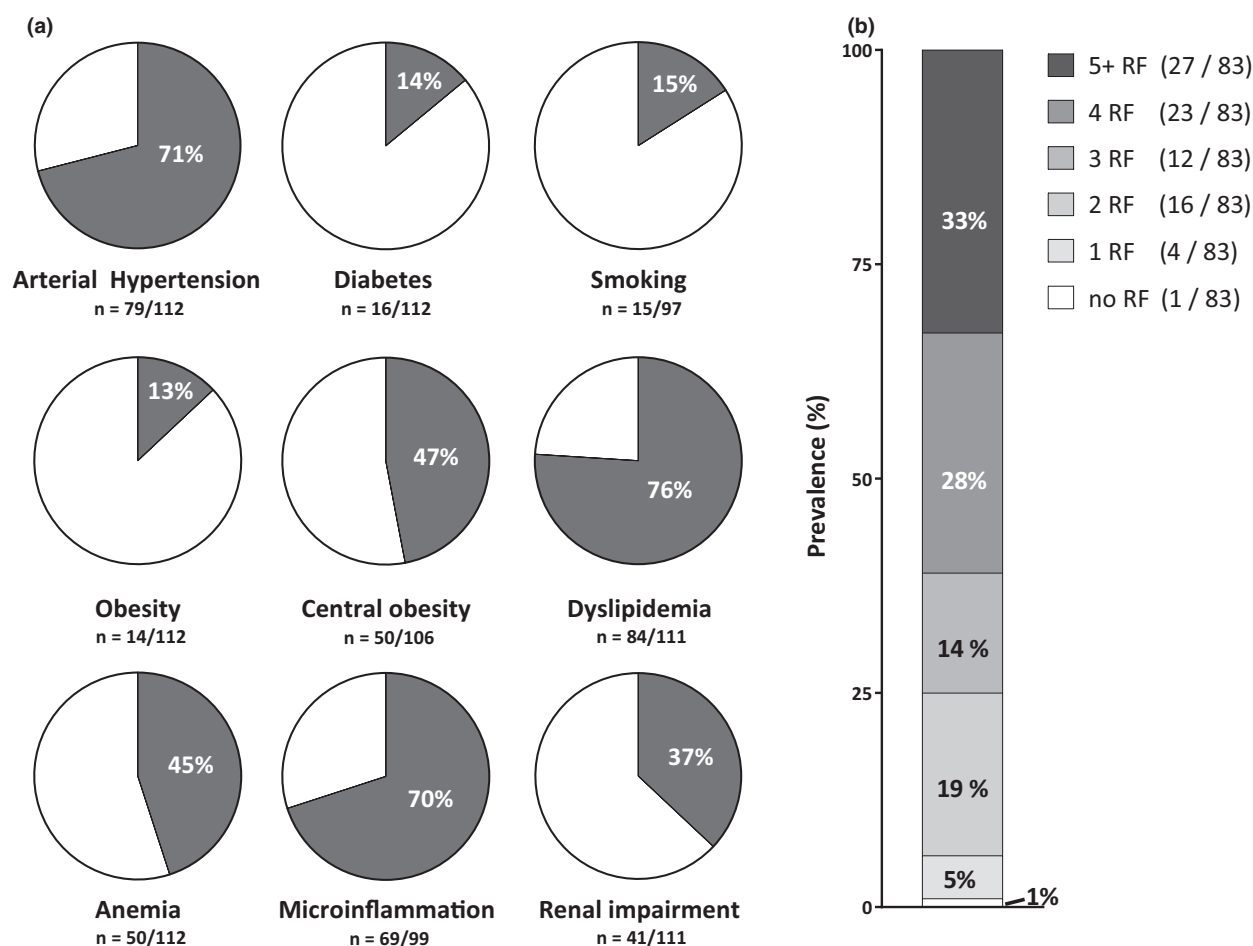 (a)
71%
Arterial Hypertension
n = 79/112
14%
Diabetes
n = 16/112
15%
Smoking
n = 15/97
13%
Obesity
n = 14/112
47%
Central obesity
n = 50/106
76%
Dyslipidemia
n = 84/111
45%
Anemia
n = 50/112
70%
Microinflammation
n = 69/99
37%
Renal impairment
n = 41/111
(b)
Prevalence (%)
100
75
50
25
0
33%
28%
14 %
19 %
5%
1%
5+ RF (27 / 83)
4 RF (23 / 83)
3 RF (12 / 83)
2 RF (16 / 83)
1 RF (4 / 83)
no RF (1 / 83)